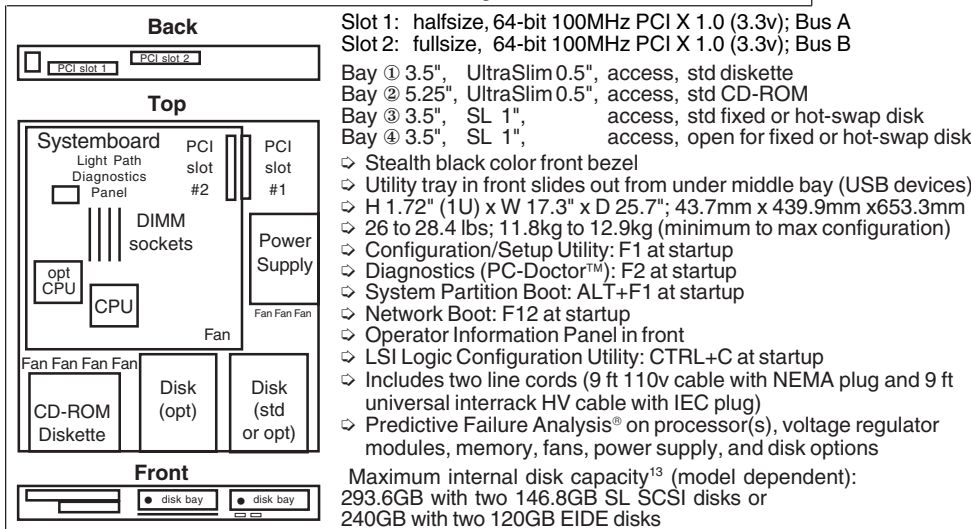 Back
PCI slot 1
PCI slot 2
Top
Systemboard
Light Path
Diagnostics
Panel
PCI
slot
#2
PCI
slot
#1
DIMM
sockets
Power
Supply
opt
CPU
CPU
Fan Fan Fan
Fan
Fan Fan Fan Fan
CD-ROM
Diskette
Disk
(opt)
Disk
(std
or opt)
Front
disk bay
disk bay
Slot 1: halfsize, 64-bit 100MHz PCI X 1.0 (3.3v); Bus A
Slot 2: fullsize, 64-bit 100MHz PCI X 1.0 (3.3v); Bus B
Bay ① 3.5", UltraSlim 0.5", access, std diskette
Bay ② 5.25", UltraSlim 0.5", access, std CD-ROM
Bay ③ 3.5", SL 1", access, std fixed or hot-swap disk
Bay ④ 3.5", SL 1", access, open for fixed or hot-swap disk
➪ Stealth black color front bezel
➪ Utility tray in front slides out from under middle bay (USB devices)
➪ H 1.72" (1U) x W 17.3" x D 25.7"; 43.7mm x 439.9mm x653.3mm
➪ 26 to 28.4 lbs; 11.8kg to 12.9kg (minimum to max configuration)
➪ Configuration/Setup Utility: F1 at startup
➪ Diagnostics (PC-Doctor™): F2 at startup
➪ System Partition Boot: ALT+F1 at startup
➪ Network Boot: F12 at startup
➪ Operator Information Panel in front
➪ LSI Logic Configuration Utility: CTRL+C at startup
➪ Includes two line cords (9 ft 110v cable with NEMA plug and 9 ft
universal interrack HV cable with IEC plug)
➪ Predictive Failure Analysis® on processor(s), voltage regulator
modules, memory, fans, power supply, and disk options
Maximum internal disk capacity¹³ (model dependent):
293.6GB with two 146.8GB SL SCSI disks or
240GB with two 120GB EIDE disks